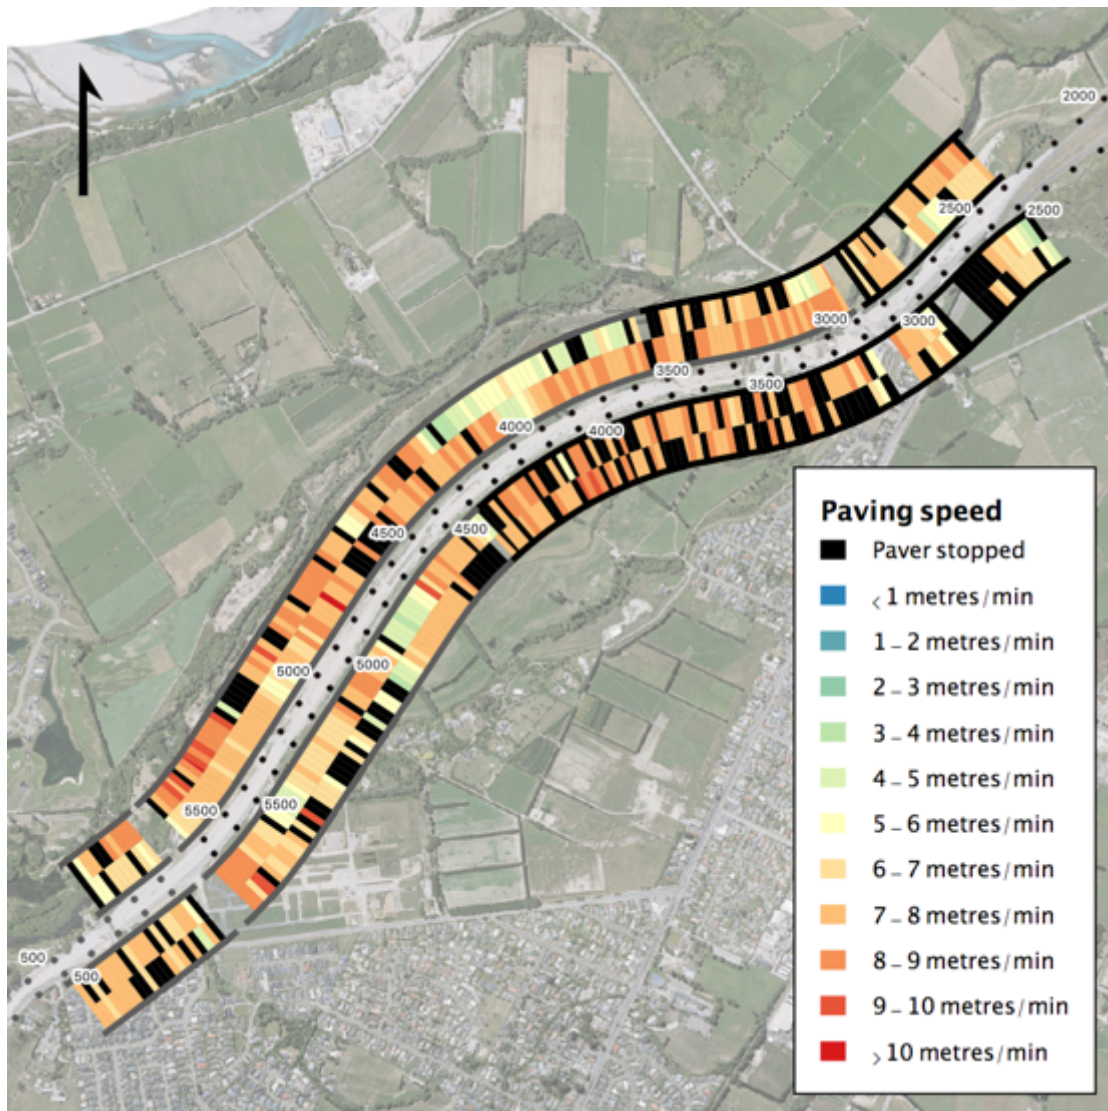 2000
2500
2500
3000
3000
3500
3500
4000
4000
4500
4500
5000
5000
5500
5500
500
500
Paving speed
Paver stopped
< 1 metres/min
1 – 2 metres/min
2 – 3 metres/min
3 – 4 metres/min
4 – 5 metres/min
5 – 6 metres/min
6 – 7 metres/min
7 – 8 metres/min
8 – 9 metres/min
9 – 10 metres/min
> 10 metres/min